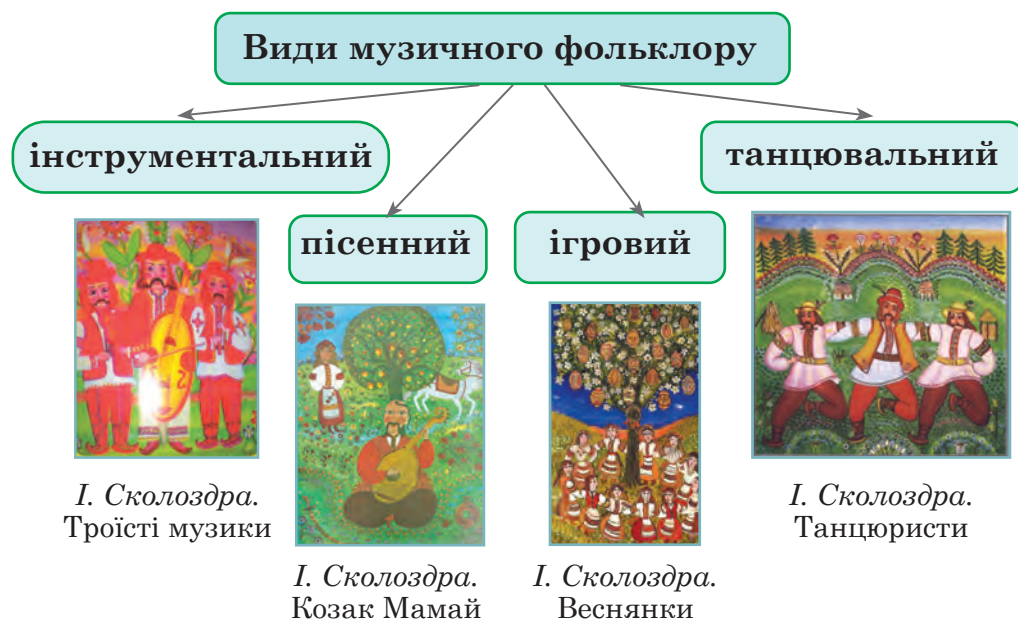 Види музичного фольклору
інструментальний
танцювальний
пісенний
ігровий
І. Сколоздра.
Троїсті музики
І. Сколоздра.
Козак Мамай
І. Сколоздра.
Веснянки
І. Сколоздра.
Танцюристи